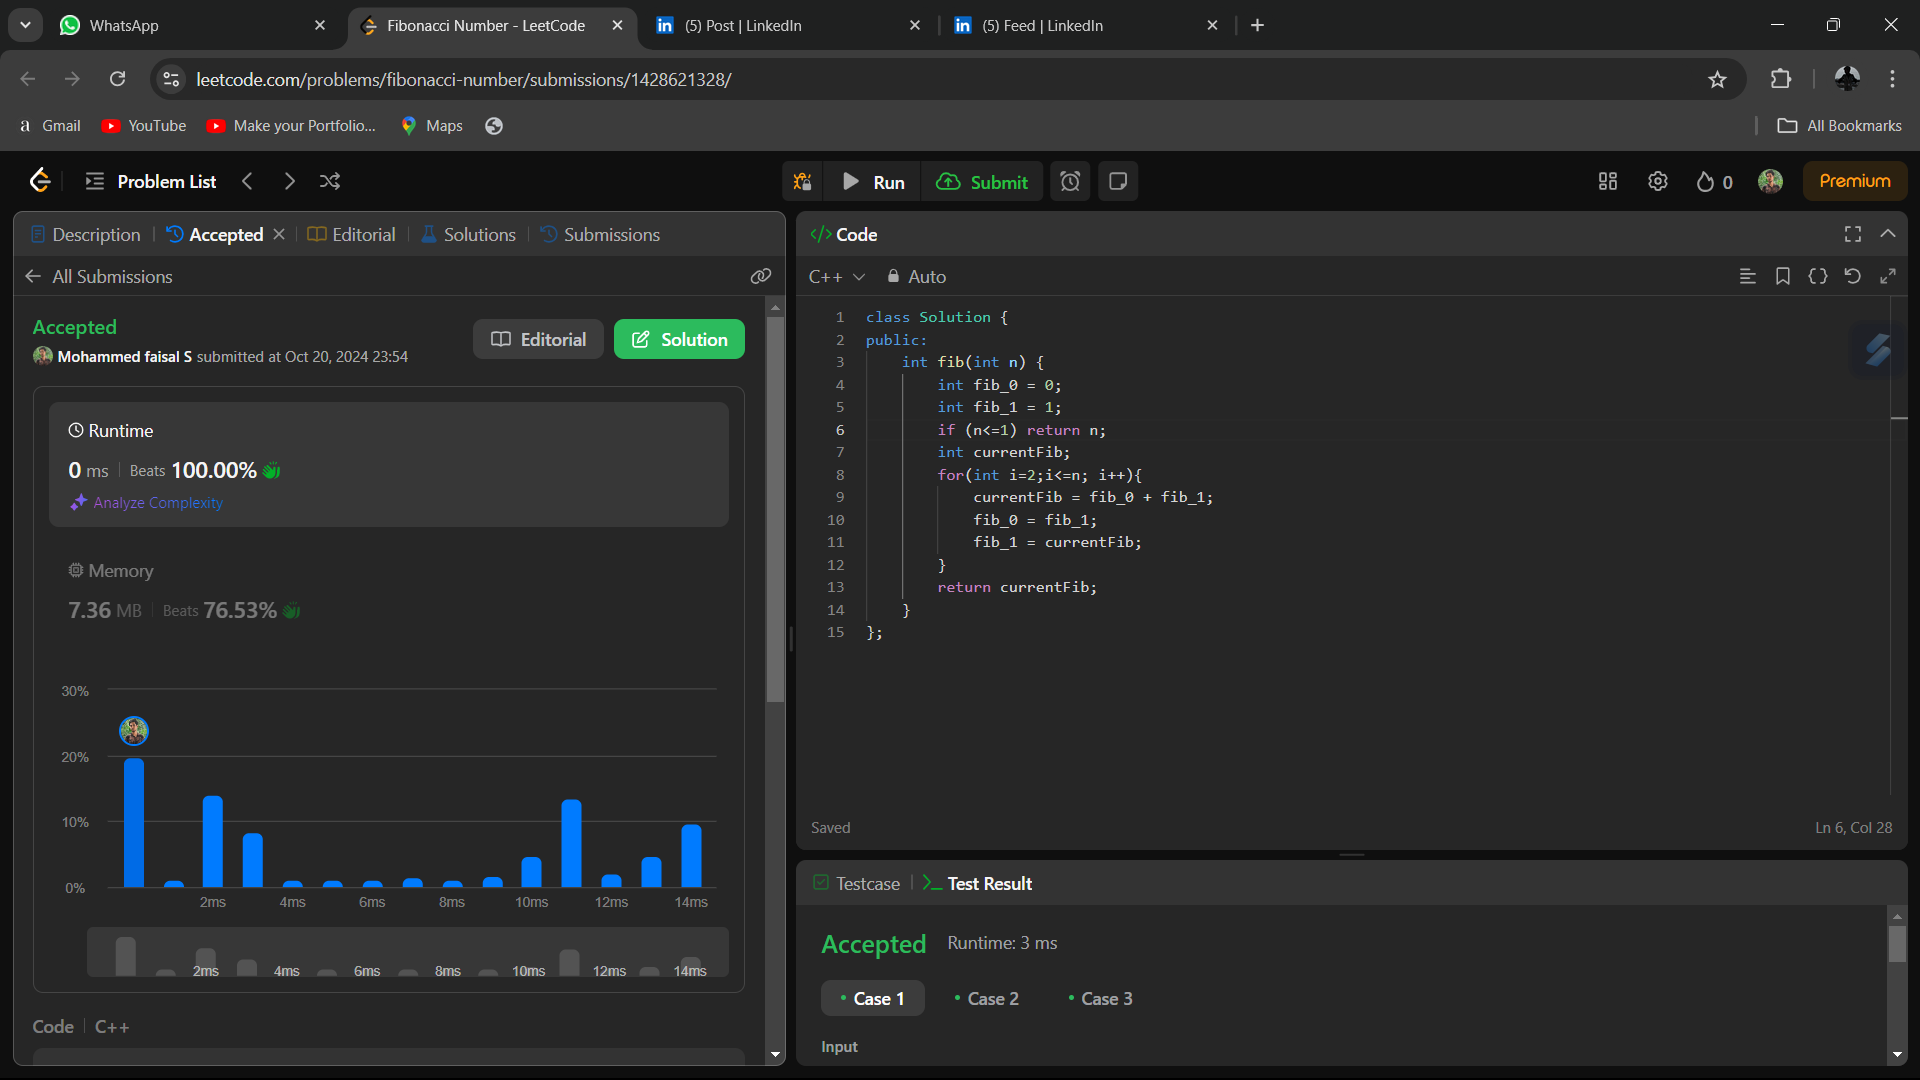 WhatsApp
Fibonacci Number - LeetCode
(5) Post | LinkedIn
(5) Feed | LinkedIn
leetcode.com/problems/fibonacci-number/submissions/1428621328/
a Gmail
YouTube
Make your Portfolio...
Maps
All Bookmarks
Problem List
Run
Submit
0
Premium
Description
Accepted
Editorial
Solutions
Submissions
All Submissions
Accepted
Mohammed faisal S submitted at Oct 20, 2024 23:54
Editorial
Solution
Runtime
0 ms
Beats 100.00%
Analyze Complexity
Memory
7.36 MB
Beats 76.53%
30%
20%
10%
0%
2ms 4ms 6ms 8ms 10ms 12ms 14ms
2ms 4ms 6ms 8ms 10ms 12ms 14ms
Code | C++
</> Code
C++
Auto
1 class Solution {
2 public:
3 int fib(int n) {
4 int fib_0 = 0;
5 int fib_1 = 1;
6 if (n<=1) return n;
7 int currentFib;
8 for(int i=2;i<=n; i++){
9 currentFib = fib_0 + fib_1;
10 fib_0 = fib_1;
11 fib_1 = currentFib;
12 }
13 return currentFib;
14 }
15 };
Saved
Ln 6, Col 28
Testcase
Test Result
Accepted
Runtime: 3 ms
• Case 1
• Case 2
• Case 3
Input